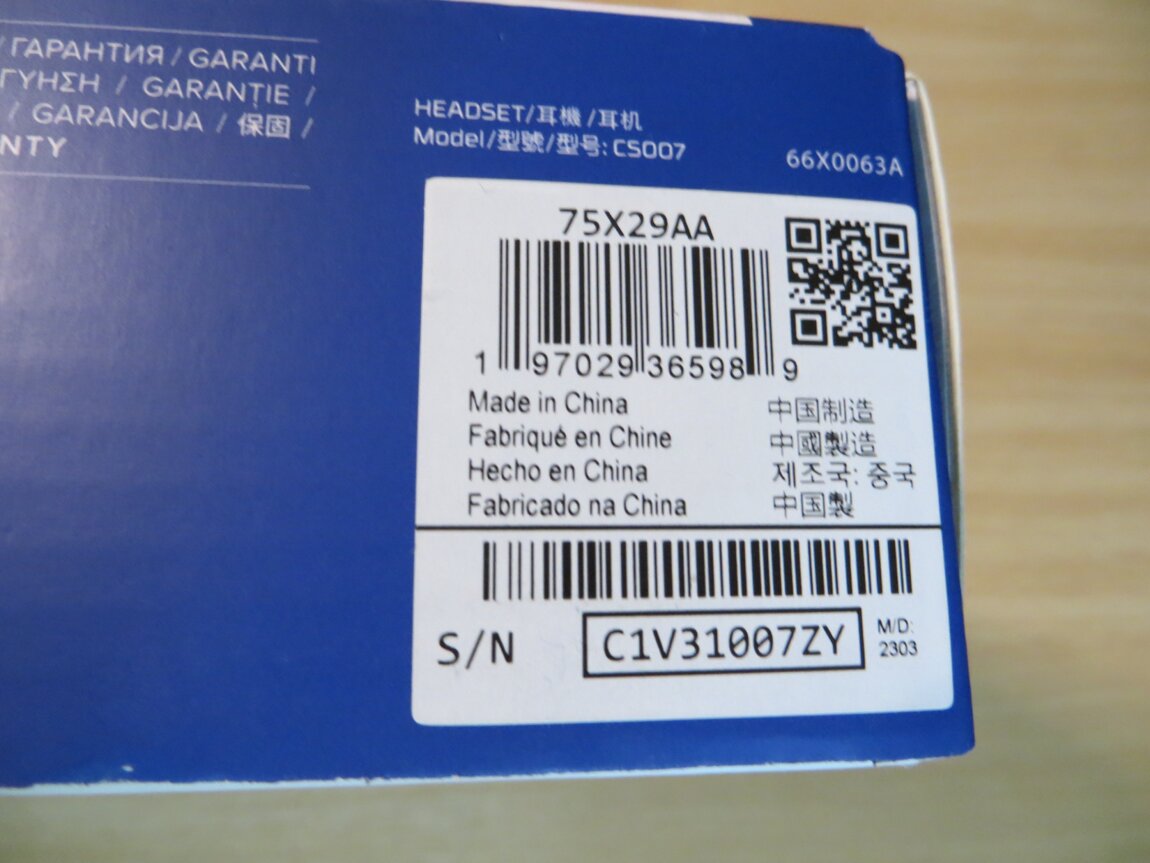 / ГАРАНТИЯ / GARANTI
ΓΥΗΣΗ / GARANȚIE /
/ GARANCIJA / 保固 /
NTY
HEADSET/耳機/耳机
Model/型號/型号: CS007
66X0063A
75X29AA
1 97029 36598 9
Made in China 中国制造
Fabriqué en Chine 中國製造
Hecho en China 제조국: 중국
Fabricado na China 中国製
S/N C1V31007ZY M/D:
2303